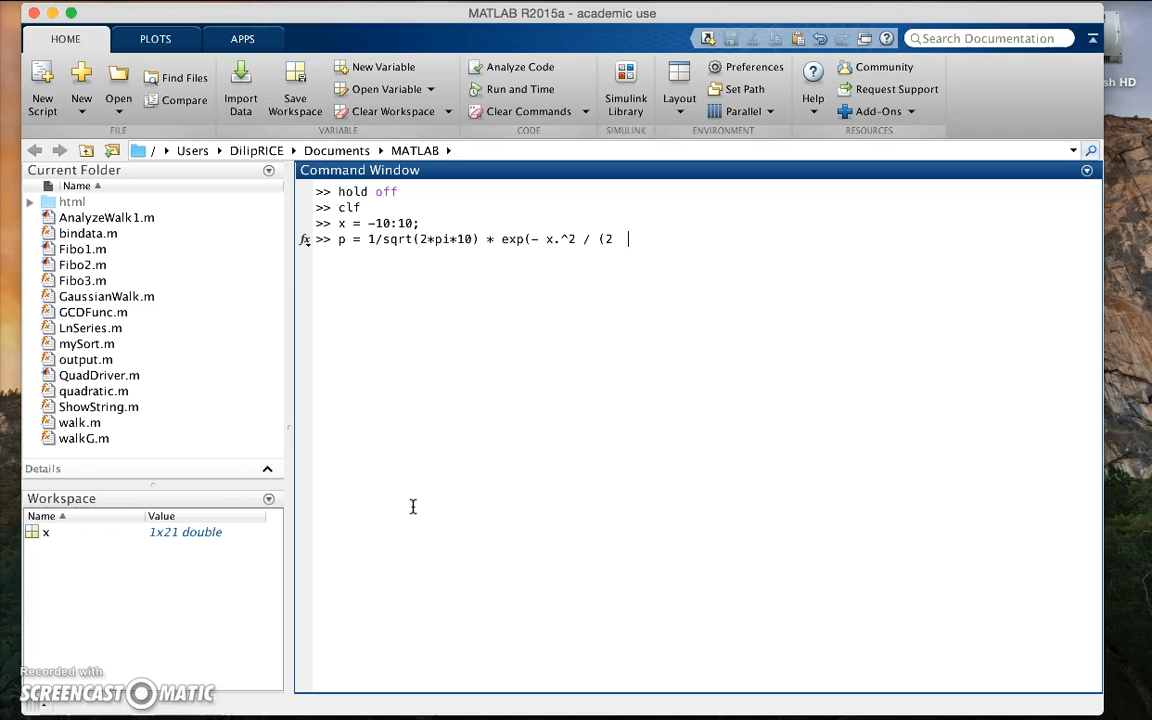 MATLAB R2015a - academic use
HOME PLOTS APPS
Search Documentation
sh HD
New Script
New
Open
Find Files
Compare
Import Data
Save Workspace
New Variable
Open Variable
Clear Workspace
Analyze Code
Run and Time
Clear Commands
Simulink Library
Layout
Preferences
Set Path
Parallel
Help
Community
Request Support
Add-Ons
FILE VARIABLE CODE SIMULINK ENVIRONMENT RESOURCES
/ Users DilipRICE Documents MATLAB
Current Folder
Name
html
AnalyzeWalk1.m
bindata.m
Fibo1.m
Fibo2.m
Fibo3.m
GaussianWalk.m
GCDFunc.m
LnSeries.m
mySort.m
output.m
QuadDriver.m
quadratic.m
ShowString.m
walk.m
walkG.m
Details
Workspace
Name Value
x 1x21 double
Command Window
>> hold off
>> clf
>> x = -10:10;
fx >> p = 1/sqrt(2*pi*10) * exp(- x.^2 / (2
Recorded with
SCREENCAST MATIC